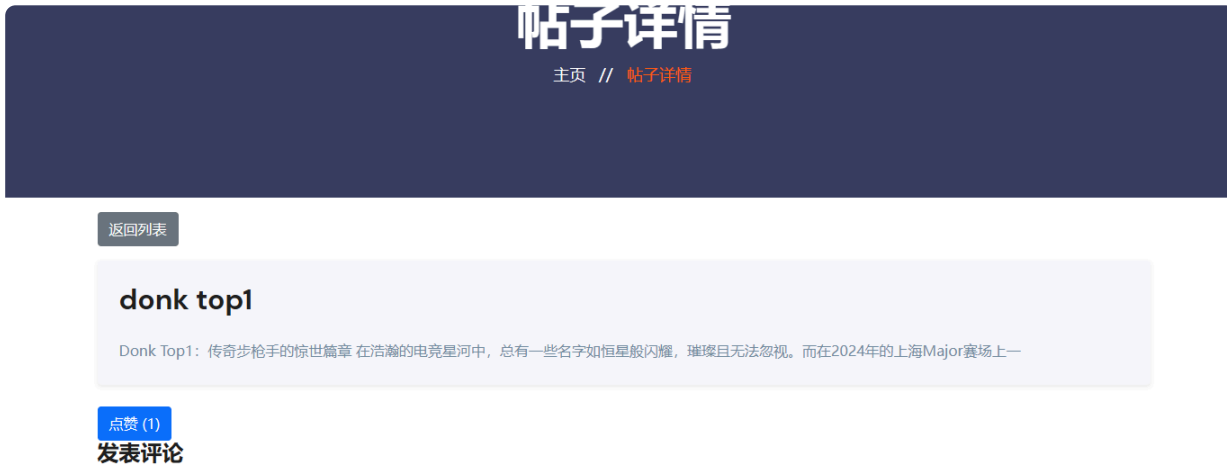 帖子详情
主页 // 帖子详情
返回列表
donk top1
Donk Top1：传奇步枪手的惊世篇章 在浩瀚的电竞星河中，总有一些名字如恒星般闪耀，璀璨且无法忽视。而在2024年的上海Major赛场上一
点赞 (1)
发表评论